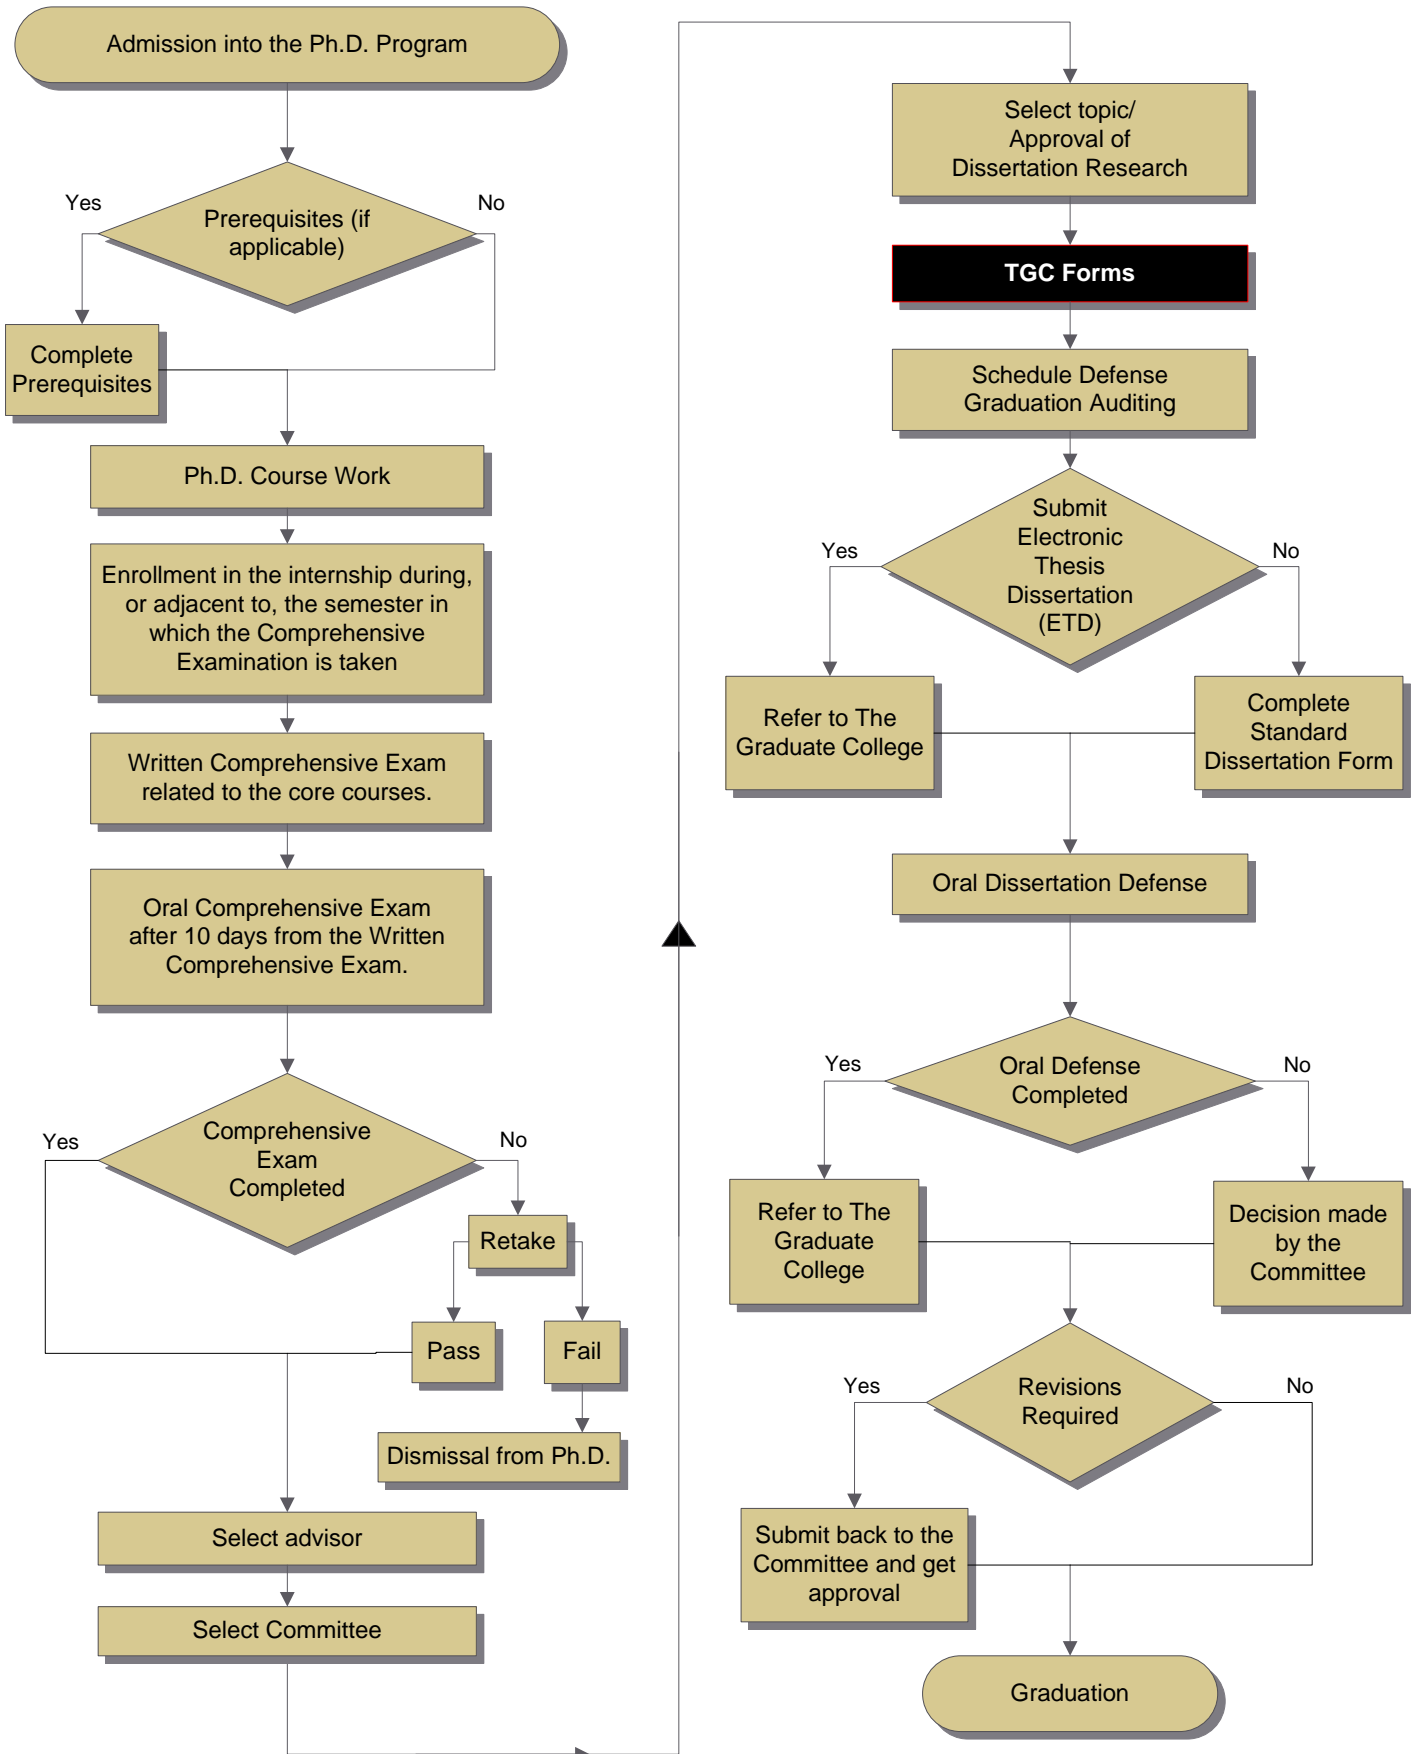 Admission into the Ph.D. Program
Yes
Prerequisites (if
applicable)
No
Complete
Prerequisites
Ph.D. Course Work
Enrollment in the internship during,
or adjacent to, the semester in
which the Comprehensive
Examination is taken
Written Comprehensive Exam
related to the core courses.
Oral Comprehensive Exam
after 10 days from the Written
Comprehensive Exam.
Yes
Comprehensive
Exam
Completed
No
Retake
Pass
Fail
Dismissal from Ph.D.
Select advisor
Select Committee
Select topic/
Approval of
Dissertation Research
TGC Forms
Schedule Defense
Graduation Auditing
Yes
Submit
Electronic
Thesis
Dissertation
(ETD)
No
Refer to The
Graduate College
Complete
Standard
Dissertation Form
Oral Dissertation Defense
Yes
Oral Defense
Completed
No
Refer to The
Graduate
College
Decision made
by the
Committee
Yes
Revisions
Required
No
Submit back to the
Committee and get
approval
Graduation